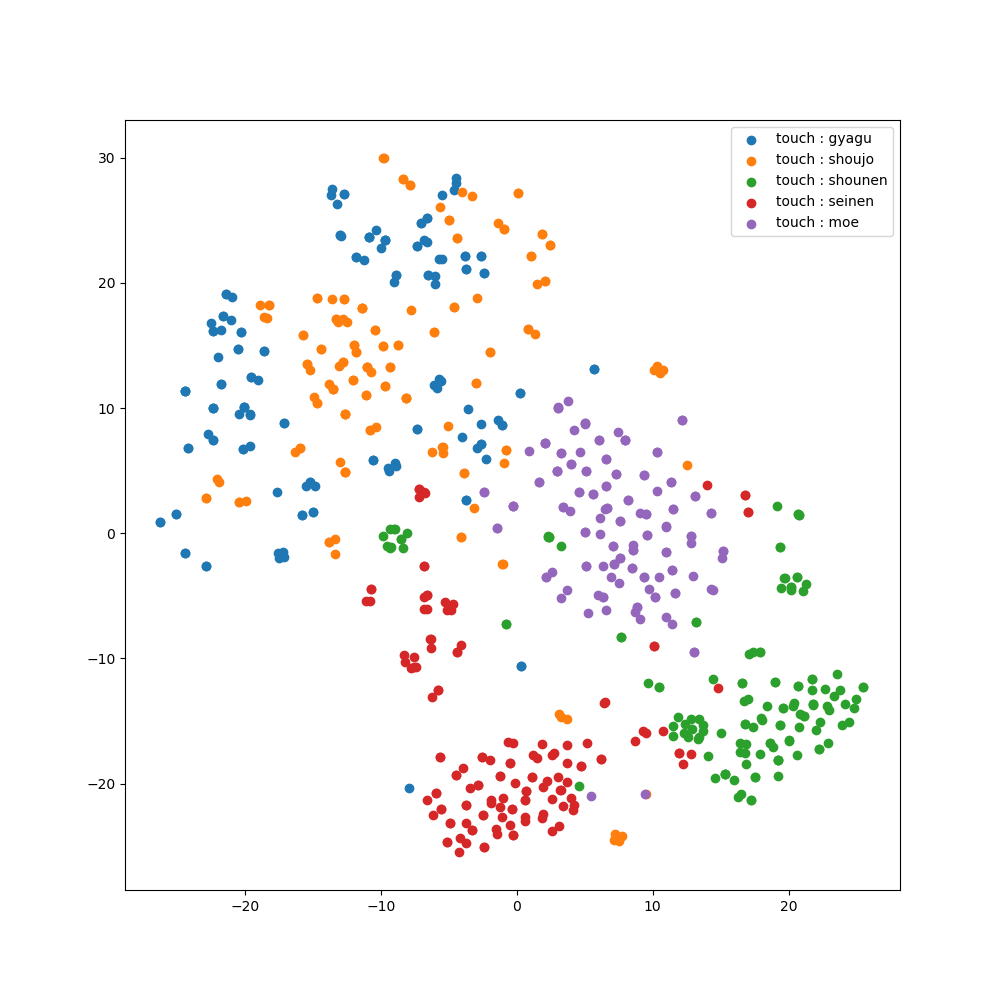 touch : gyagu
touch : shoujo
touch : shounen
touch : seinen
touch : moe
30
20
10
0
−10
−20
−20 −10 0 10 20